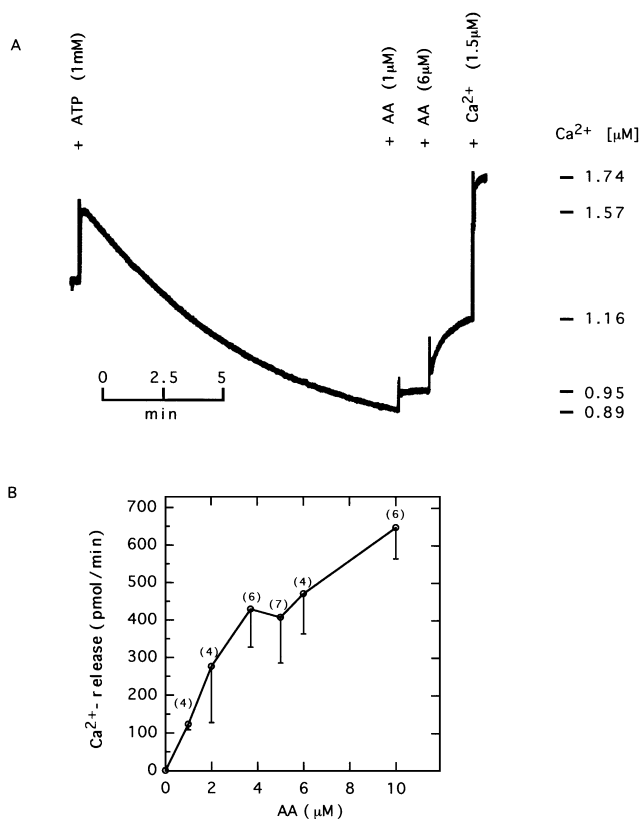 A
+ ATP (1mM)
+ AA (1μM)
+ AA (6μM)
+ Ca2+ (1.5μM)
Ca2+ [μM]
1.74
1.57
1.16
0.95
0.89
0 2.5 5
min
B
Ca2+-release (pmol/min)
700
600
500
400
300
200
100
0
(4)
(4)
(6)
(7)
(4)
(6)
0 2 4 6 8 10
AA (μM)